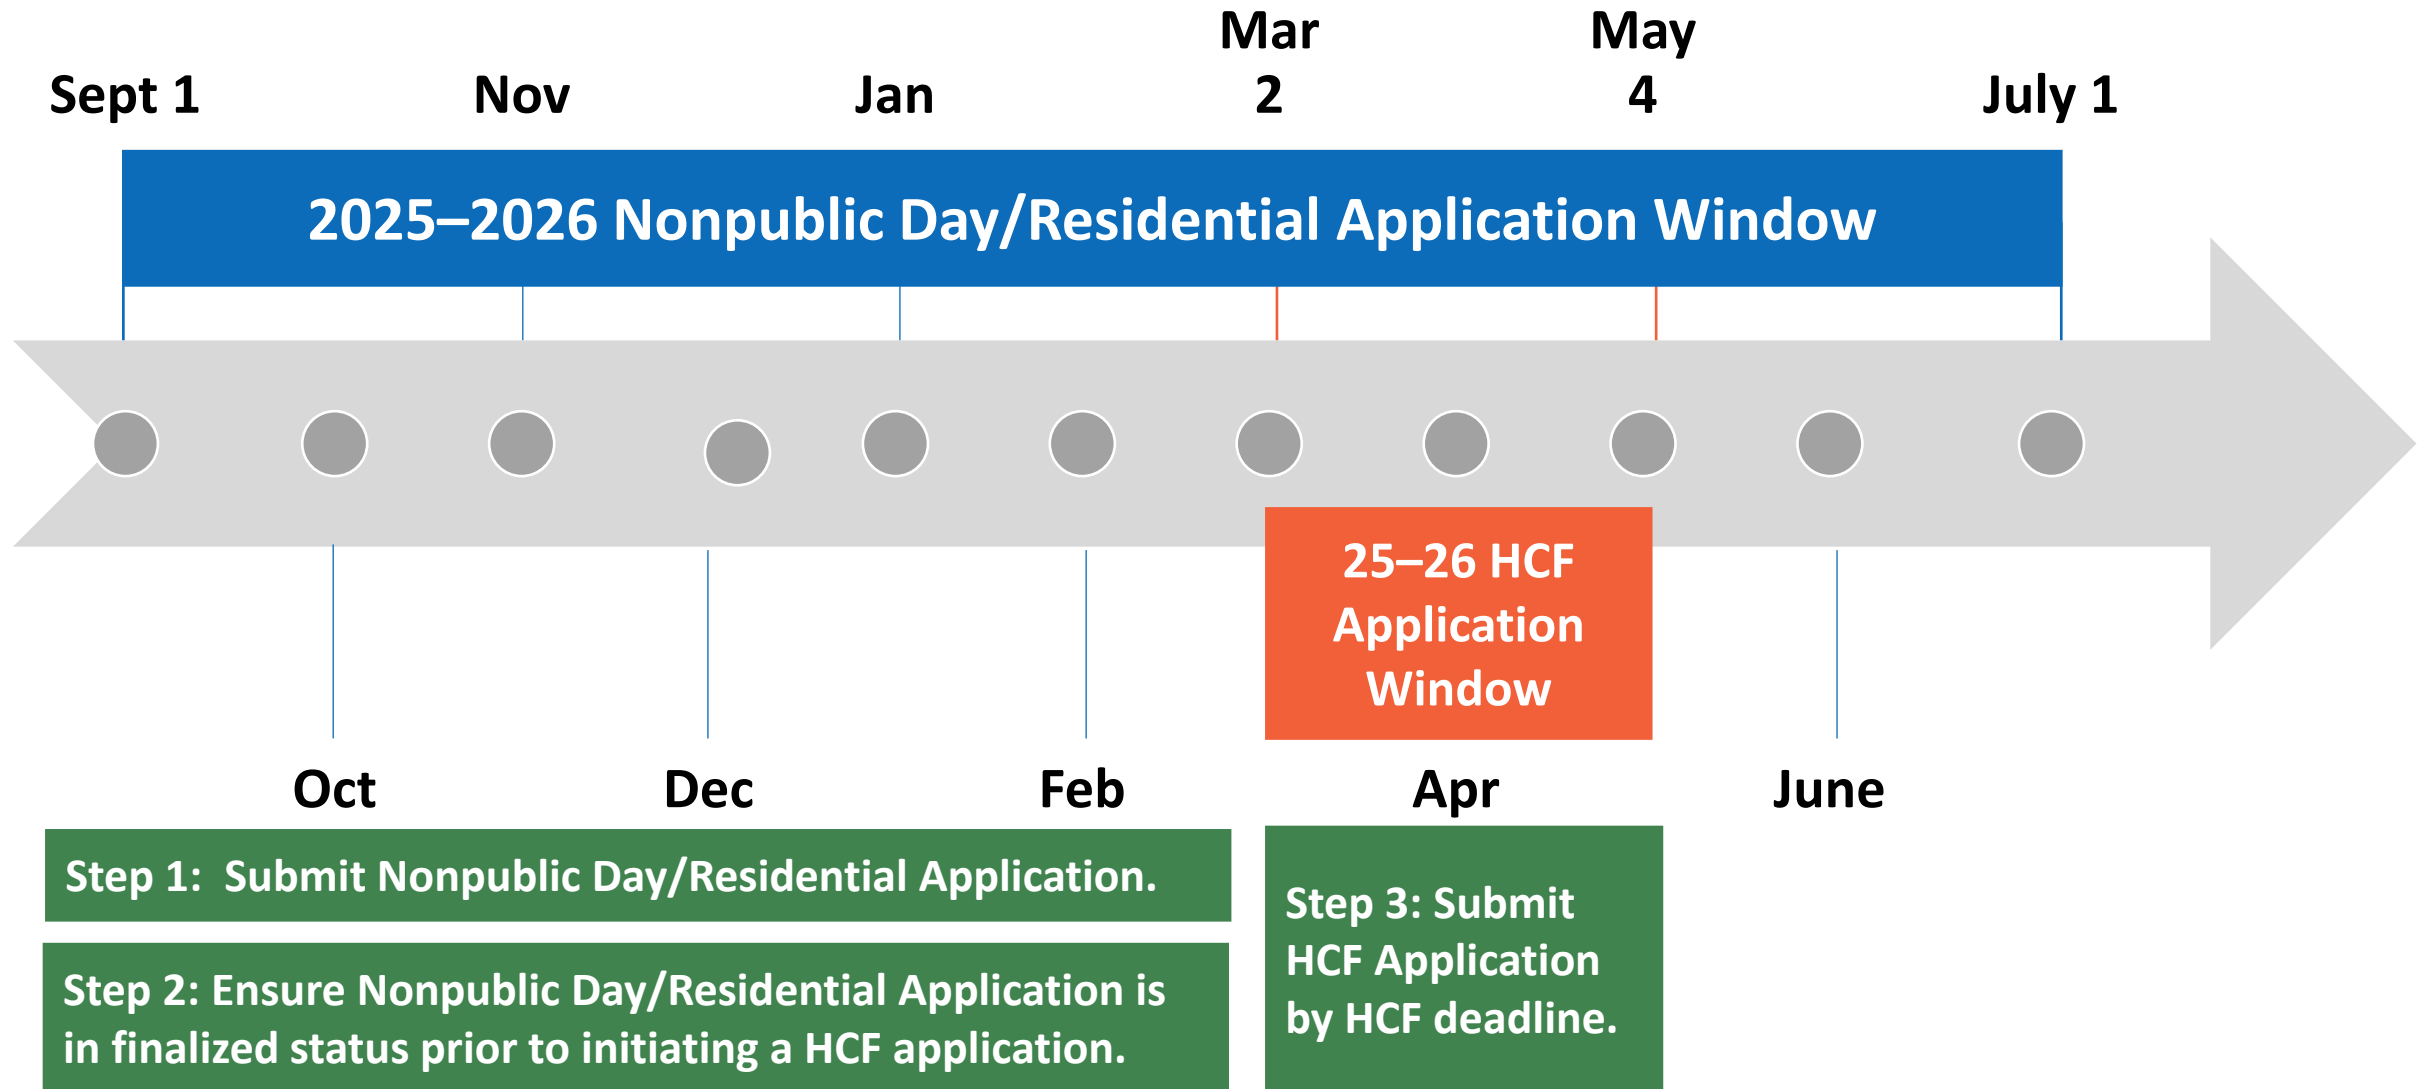 Sept 1
Nov
Jan
Mar
2
May
4
July 1
2025–2026 Nonpublic Day/Residential Application Window
25–26 HCF
Application
Window
Oct
Dec
Feb
Apr
June
Step 1:  Submit Nonpublic Day/Residential Application.
Step 2: Ensure Nonpublic Day/Residential Application is
in finalized status prior to initiating a HCF application.
Step 3: Submit
HCF Application
by HCF deadline.